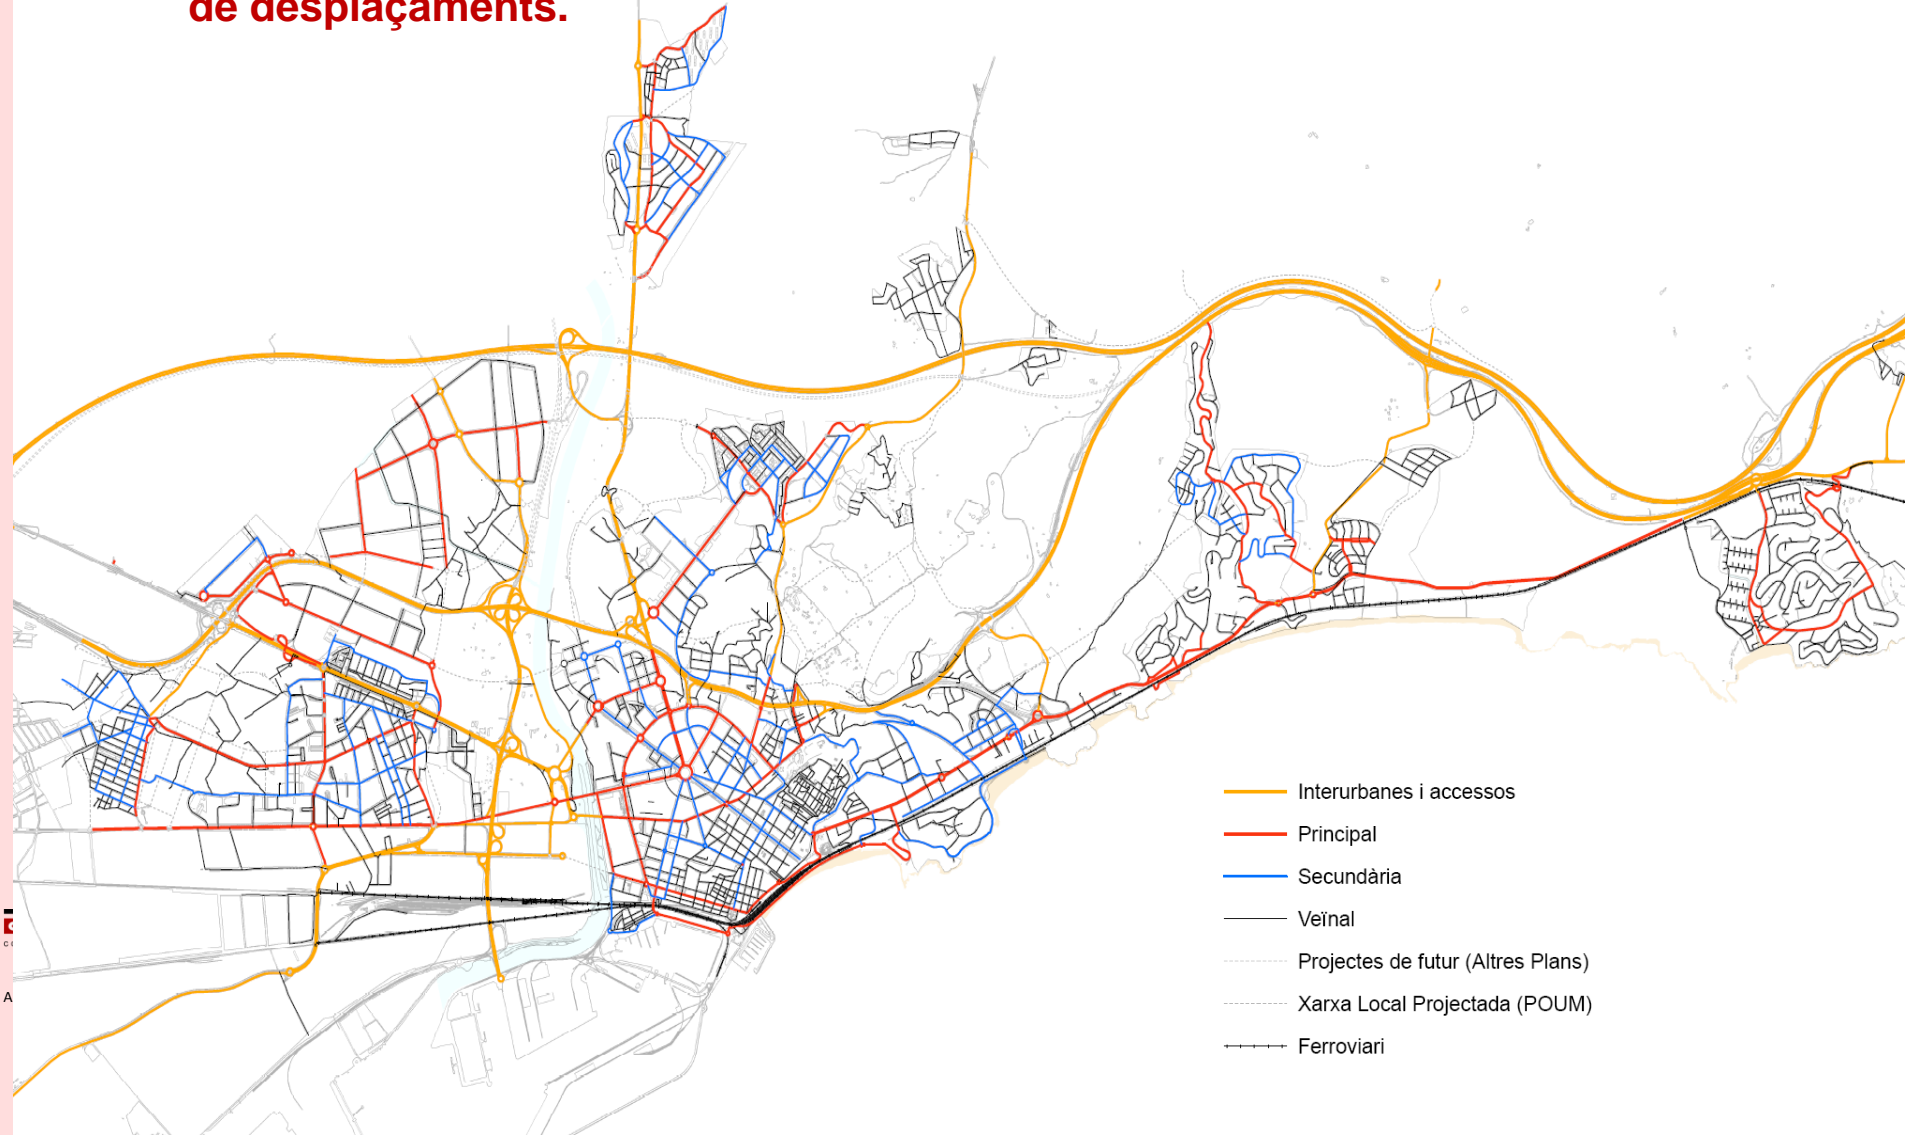 de desplaçaments.
Interurbanes i accessos
Principal
Secundària
Veïnal
Projectes de futur (Altres Plans)
Xarxa Local Projectada (POUM)
Ferroviari
A